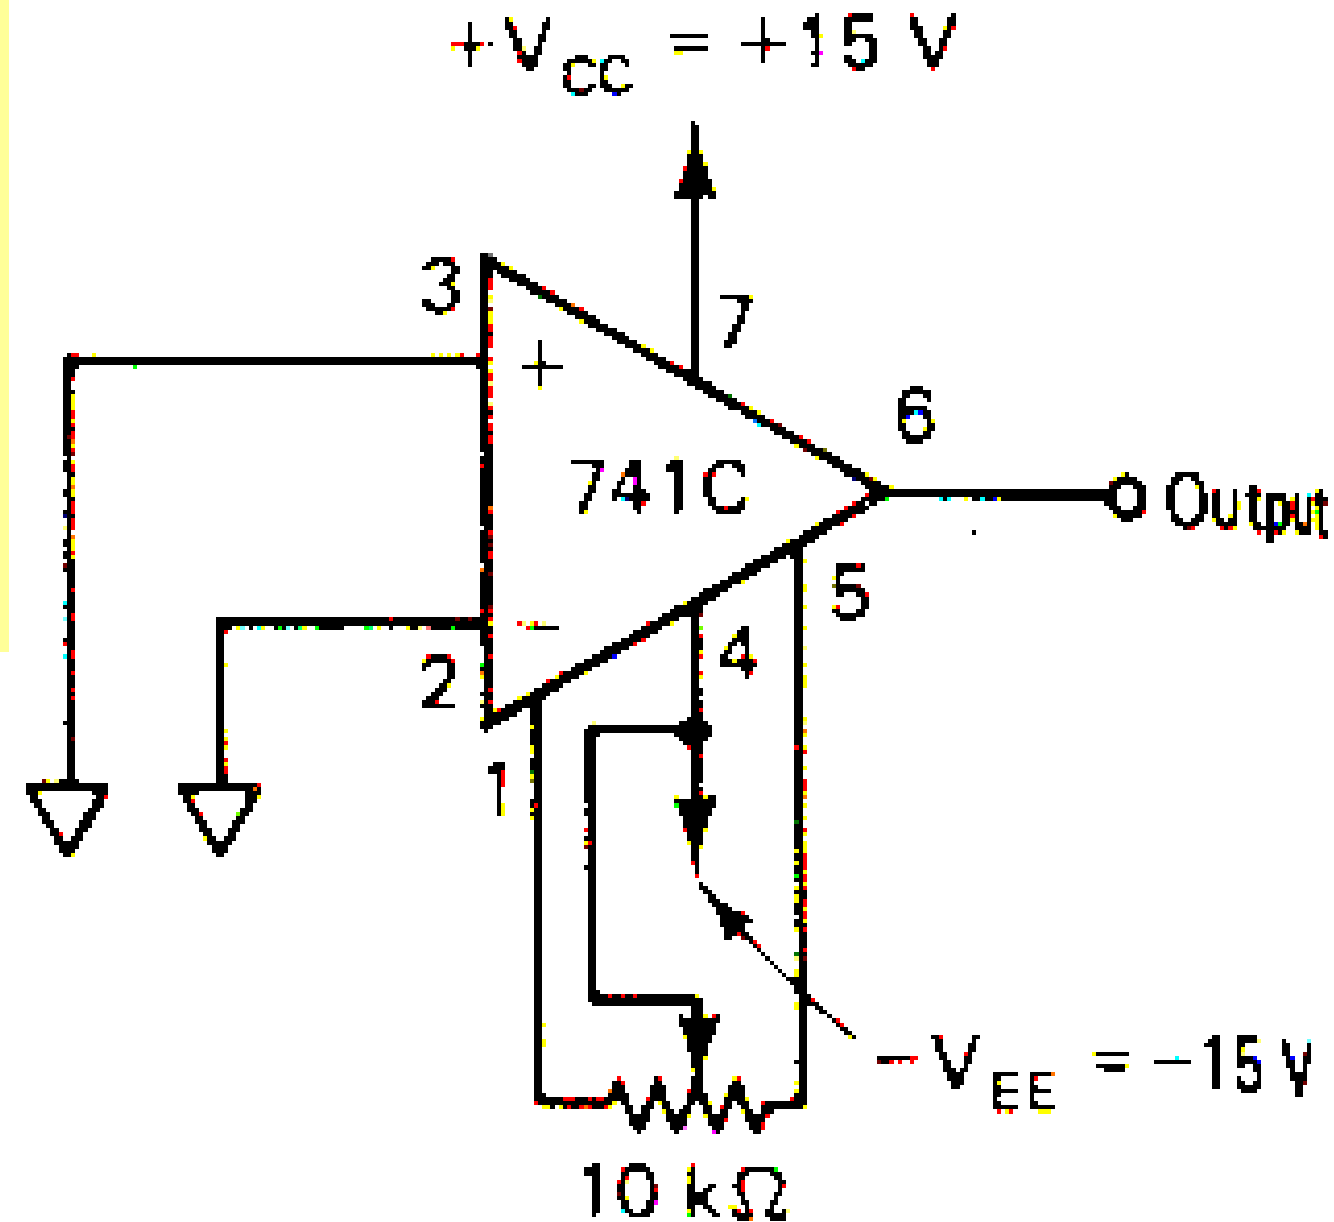 +V_CC = +15 V
3
7
+
6
741C
Output
5
−
4
2
1
−V_EE = −15 V
10 kΩ